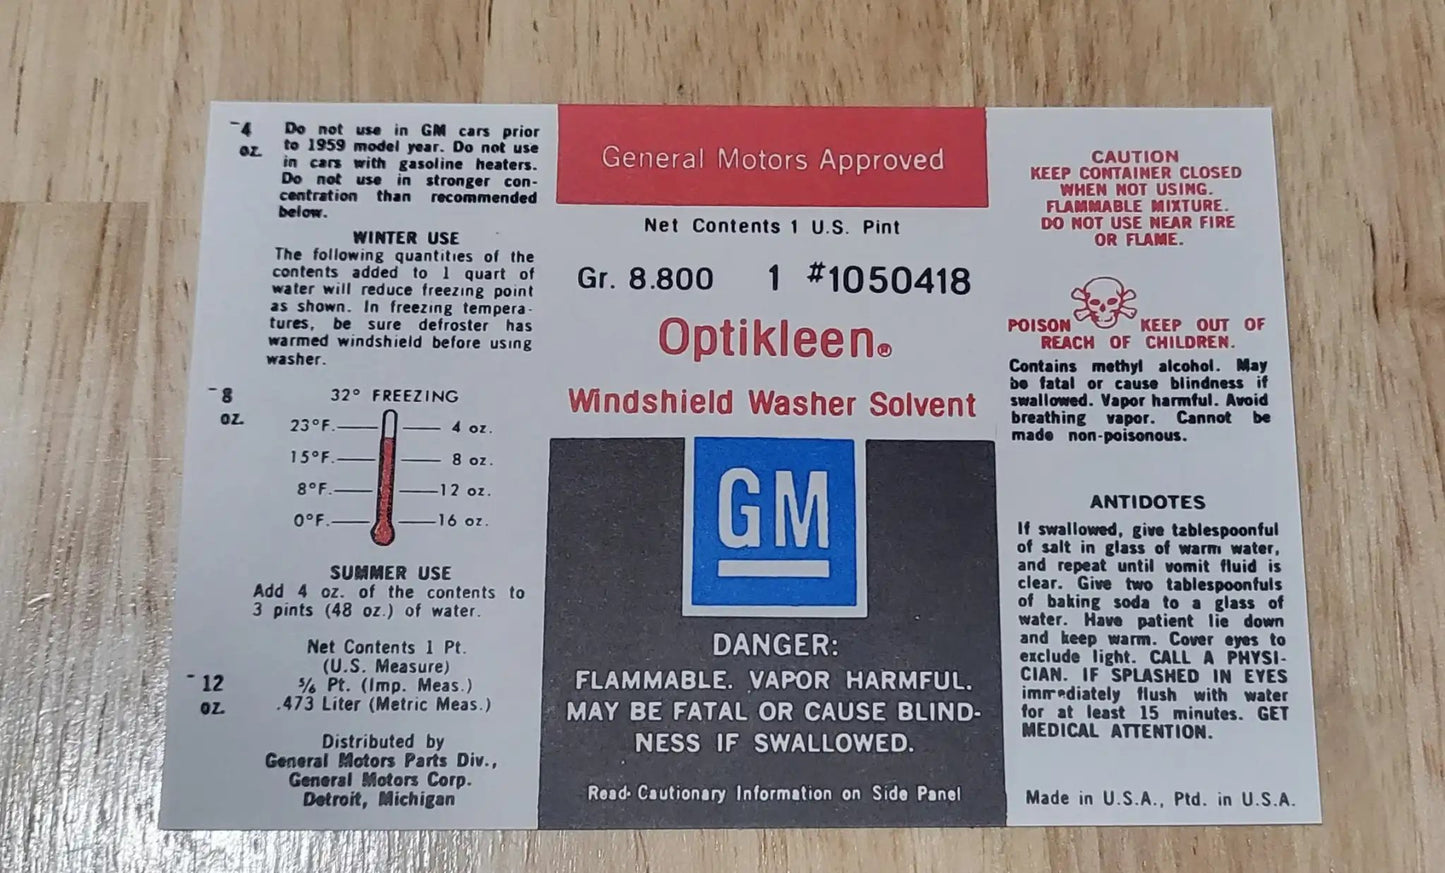 -4
oz.
Do not use in GM cars prior
to 1959 model year. Do not use
in cars with gasoline heaters.
Do not use in stronger con-
centration than recommended
below.
WINTER USE
The following quantities of the
contents added to 1 quart of
water will reduce freezing point
as shown. In freezing tempera-
tures, be sure defroster has
warmed windshield before using
washer.
-8
oz.
32° FREEZING
23°F. 4 oz.
15°F. 8 oz.
8°F. 12 oz.
0°F. 16 oz.
SUMMER USE
Add 4 oz. of the contents to
3 pints (48 oz.) of water.
-12
oz.
Net Contents 1 Pt.
(U.S. Measure)
5/6 Pt. (Imp. Meas.)
.473 Liter (Metric Meas.)
Distributed by
General Motors Parts Div.,
General Motors Corp.
Detroit, Michigan
General Motors Approved
Net Contents 1 U.S. Pint
Gr. 8.800 1 #1050418
Optikleen®
Windshield Washer Solvent
GM
DANGER:
FLAMMABLE. VAPOR HARMFUL.
MAY BE FATAL OR CAUSE BLIND-
NESS IF SWALLOWED.
Read Cautionary Information on Side Panel
CAUTION
KEEP CONTAINER CLOSED
WHEN NOT USING.
FLAMMABLE MIXTURE.
DO NOT USE NEAR FIRE
OR FLAME.
POISON KEEP OUT OF
REACH OF CHILDREN.
Contains methyl alcohol. May
be fatal or cause blindness if
swallowed. Vapor harmful. Avoid
breathing vapor. Cannot be
made non-poisonous.
ANTIDOTES
If swallowed, give tablespoonful
of salt in glass of warm water,
and repeat until vomit fluid is
clear. Give two tablespoonfuls
of baking soda to a glass of
water. Have patient lie down
and keep warm. Cover eyes to
exclude light. CALL A PHYSI-
CIAN. IF SPLASHED IN EYES
immediately flush with water
for at least 15 minutes. GET
MEDICAL ATTENTION.
Made in U.S.A., Ptd. in U.S.A.